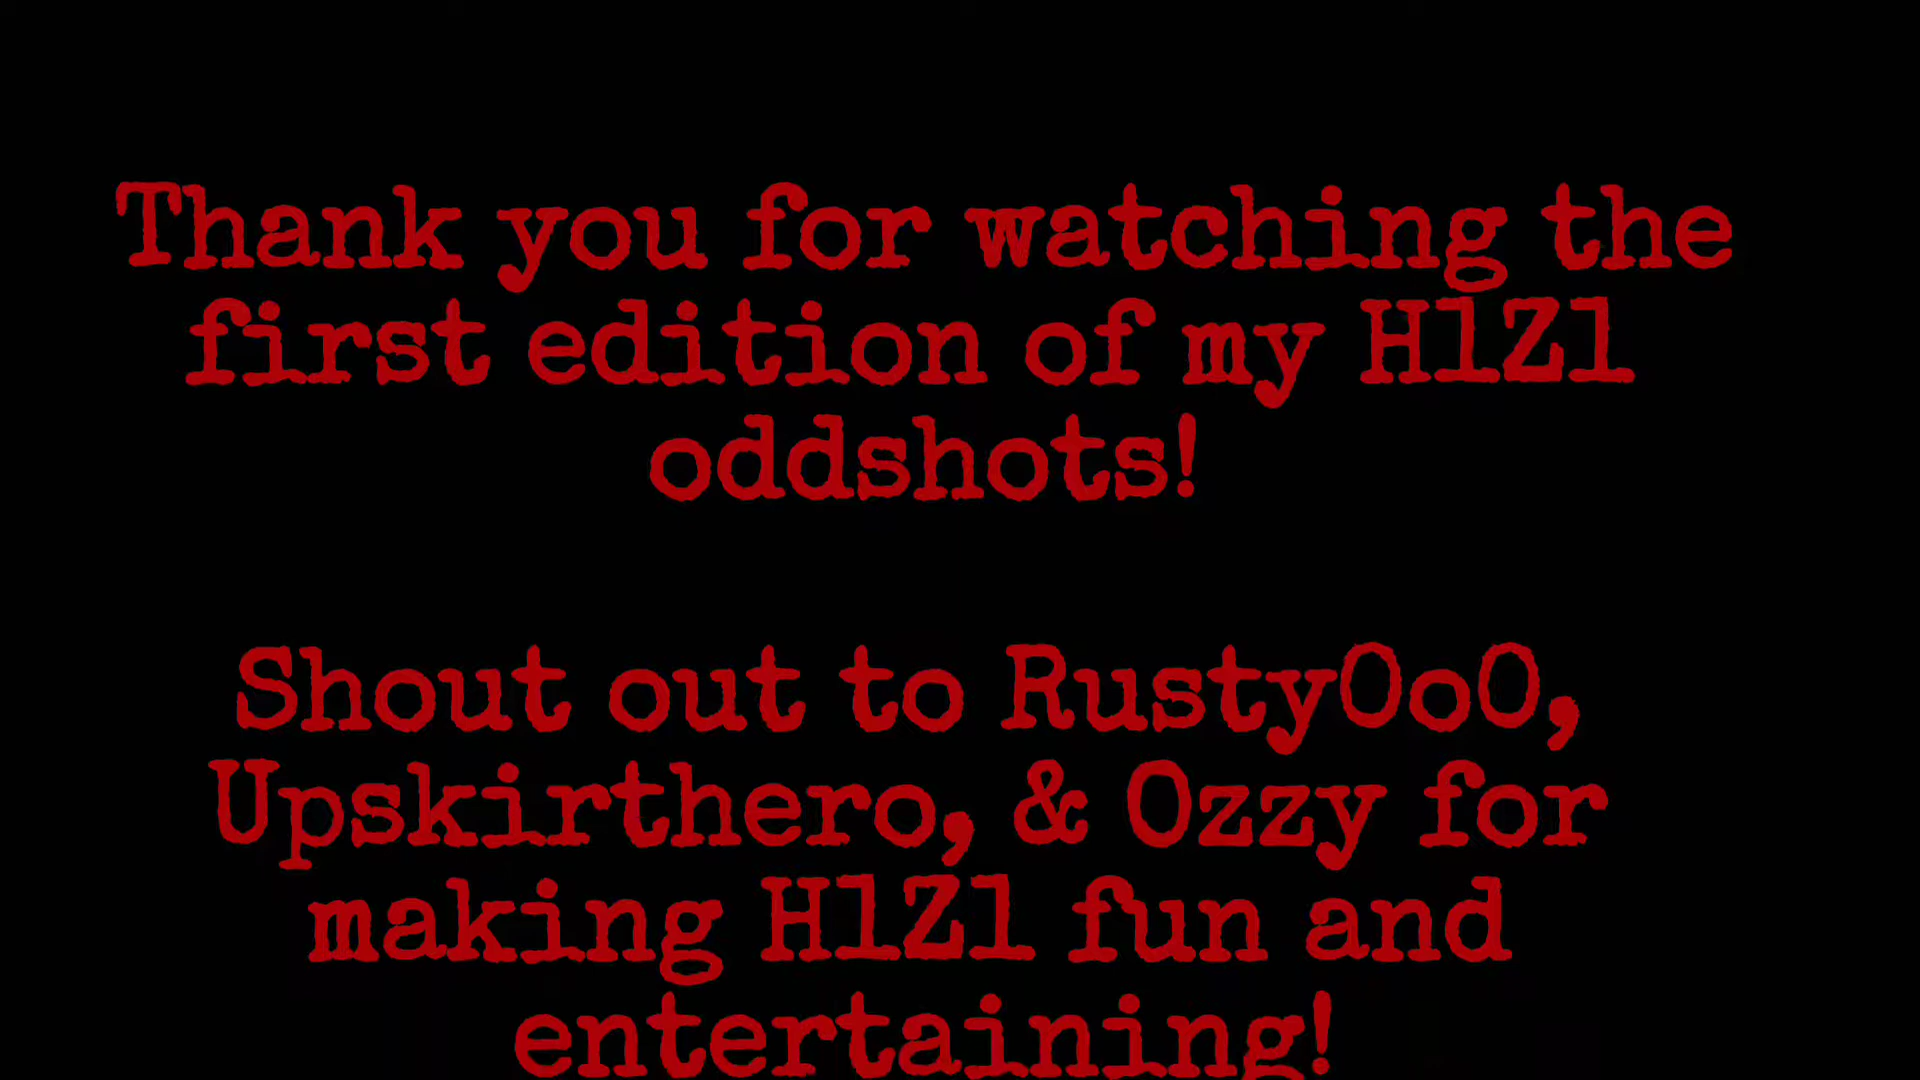 Thank you for watching the
first edition of my H1Z1
oddshots!
Shout out to RustyOoO,
Upskirthero, & Ozzy for
making H1Z1 fun and
entertaining!